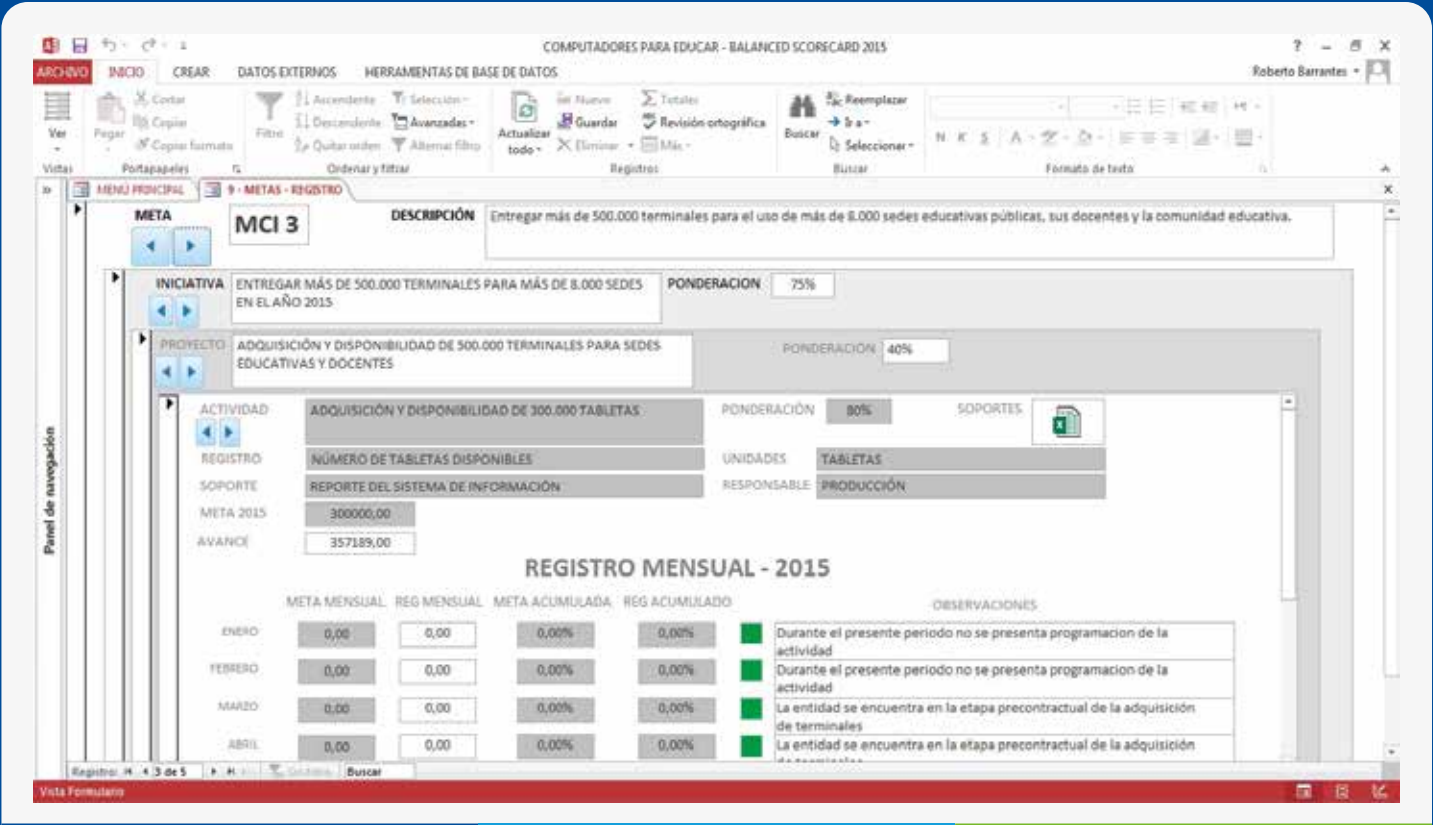 COMPUTADORES PARA EDUCAR - BALANCED SCORECARD 2015
? – X
ARCHIVO INICIO CREAR DATOS EXTERNOS HERRAMIENTAS DE BASE DE DATOS Roberto Barrantes
Ver
Pegar
Cortar
Copiar
Copiar formato
Filtro
Ascendente
Descendente
Quitar orden
Selección
Avanzadas
Alternar filtro
Actualizar
todo
Nuevo
Guardar
Eliminar
Totales
Revisión ortográfica
Más
Buscar
Reemplazar
Ir a
Seleccionar
N K S A
Vistas Portapapeles Ordenar y filtrar Registros Buscar Formato de texto
» MENÚ PRINCIPAL 9 - METAS - REGISTRO X
Panel de navegación
META MCI 3 DESCRIPCIÓN Entregar más de 500.000 terminales para el uso de más de 8.000 sedes educativas públicas, sus docentes y la comunidad educativa.
INICIATIVA ENTREGAR MÁS DE 500.000 TERMINALES PARA MÁS DE 8.000 SEDES PONDERACION 75%
EN EL AÑO 2015
PROYECTO ADQUISICIÓN Y DISPONIBILIDAD DE 500.000 TERMINALES PARA SEDES PONDERACIÓN 40%
EDUCATIVAS Y DOCENTES
ACTIVIDAD ADQUISICIÓN Y DISPONIBILIDAD DE 300.000 TABLETAS PONDERACIÓN 80% SOPORTES
REGISTRO NÚMERO DE TABLETAS DISPONIBLES UNIDADES TABLETAS
SOPORTE REPORTE DEL SISTEMA DE INFORMACIÓN RESPONSABLE PRODUCCIÓN
META 2015 300000,00
AVANCE 357189,00
REGISTRO MENSUAL - 2015
META MENSUAL REG MENSUAL META ACUMULADA REG ACUMULADO OBSERVACIONES
ENERO 0,00 0,00 0,00% 0,00% Durante el presente periodo no se presenta programacion de la
actividad
FEBRERO 0,00 0,00 0,00% 0,00% Durante el presente periodo no se presenta programacion de la
actividad
MARZO 0,00 0,00 0,00% 0,00% La entidad se encuentra en la etapa precontractual de la adquisición
de terminales
ABRIL 0,00 0,00 0,00% 0,00% La entidad se encuentra en la etapa precontractual de la adquisición
Registro: 3 de 5 Buscar
Vista Formulario